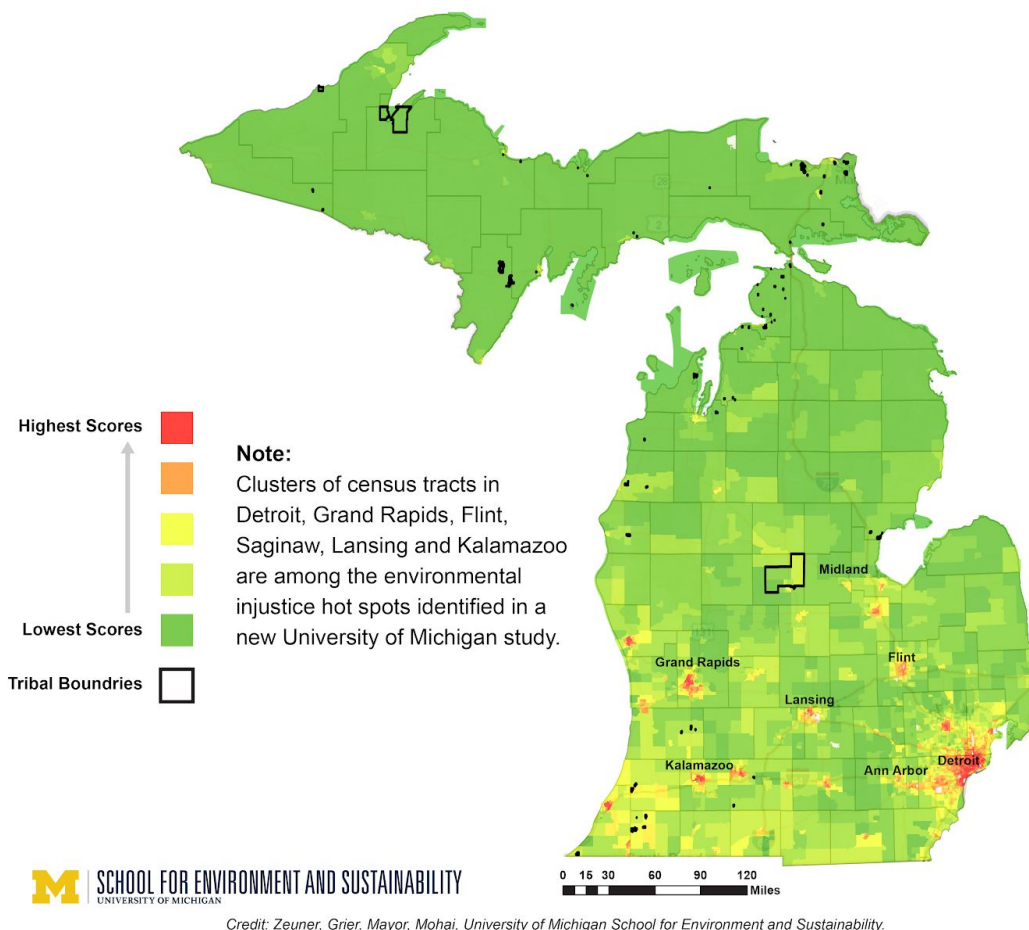 Highest Scores
Lowest Scores
Tribal Boundries
Note:
Clusters of census tracts in
Detroit, Grand Rapids, Flint,
Saginaw, Lansing and Kalamazoo
are among the environmental
injustice hot spots identified in a
new University of Michigan study.
Midland
Grand Rapids
Flint
Lansing
Kalamazoo
Ann Arbor
Detroit
0 15 30 60 90 120
Miles
M SCHOOL FOR ENVIRONMENT AND SUSTAINABILITY
UNIVERSITY OF MICHIGAN
Credit: Zeuner, Grier, Mayor, Mohai, University of Michigan School for Environment and Sustainability.